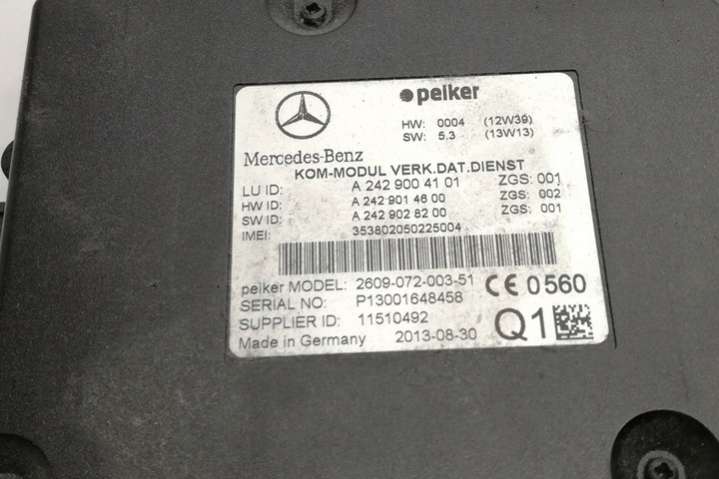 peiker
HW: 0004 (12W39)
SW: 5.3 (13W13)
Mercedes-Benz
KOM-MODUL VERK.DAT.DIENST
LU ID: A 242 900 41 01 ZGS: 001
HW ID: A 242 901 46 00 ZGS: 002
SW ID: A 242 902 82 00 ZGS: 001
IMEI: 353802050225004
peiker MODEL: 2609-072-003-51 CE 0560
SERIAL NO: P13001648458
SUPPLIER ID: 11510492 Q1
Made in Germany 2013-08-30